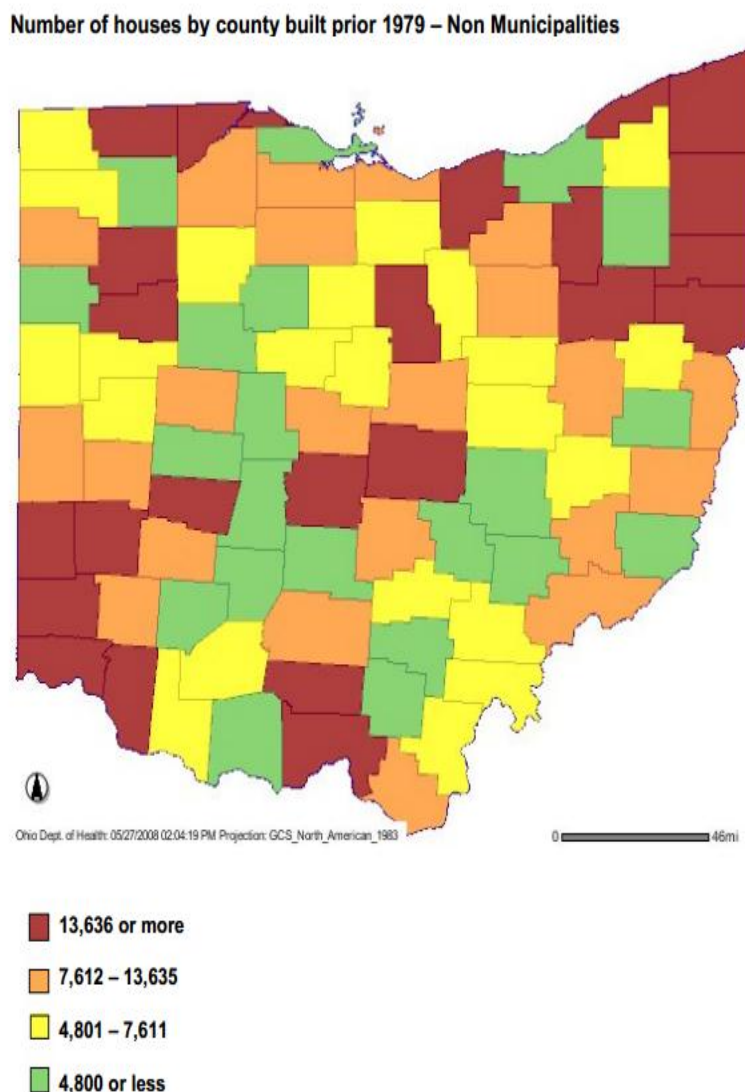 Number of houses by county built prior 1979 – Non Municipalities
Ohio Dept. of Health: 05/27/2008 02:04:19 PM Projection: GCS_North_American_1983
0 46mi
13,636 or more
7,612 – 13,635
4,801 – 7,611
4,800 or less